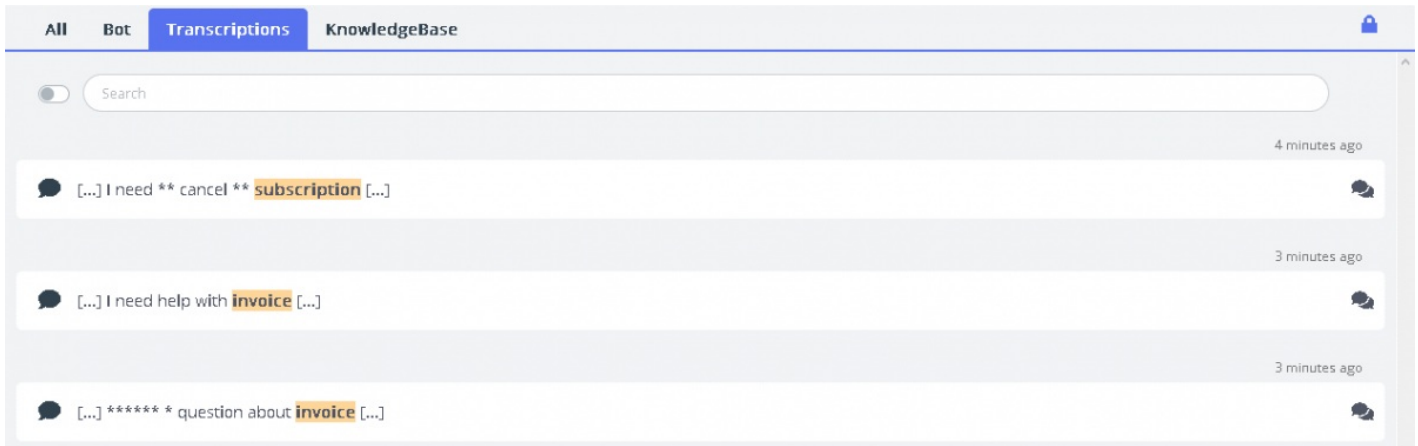 All Bot Transcriptions KnowledgeBase
Search
4 minutes ago
[...] I need ** cancel ** subscription [...]
3 minutes ago
[...] I need help with invoice [...]
3 minutes ago
[...] ****** * question about invoice [...]